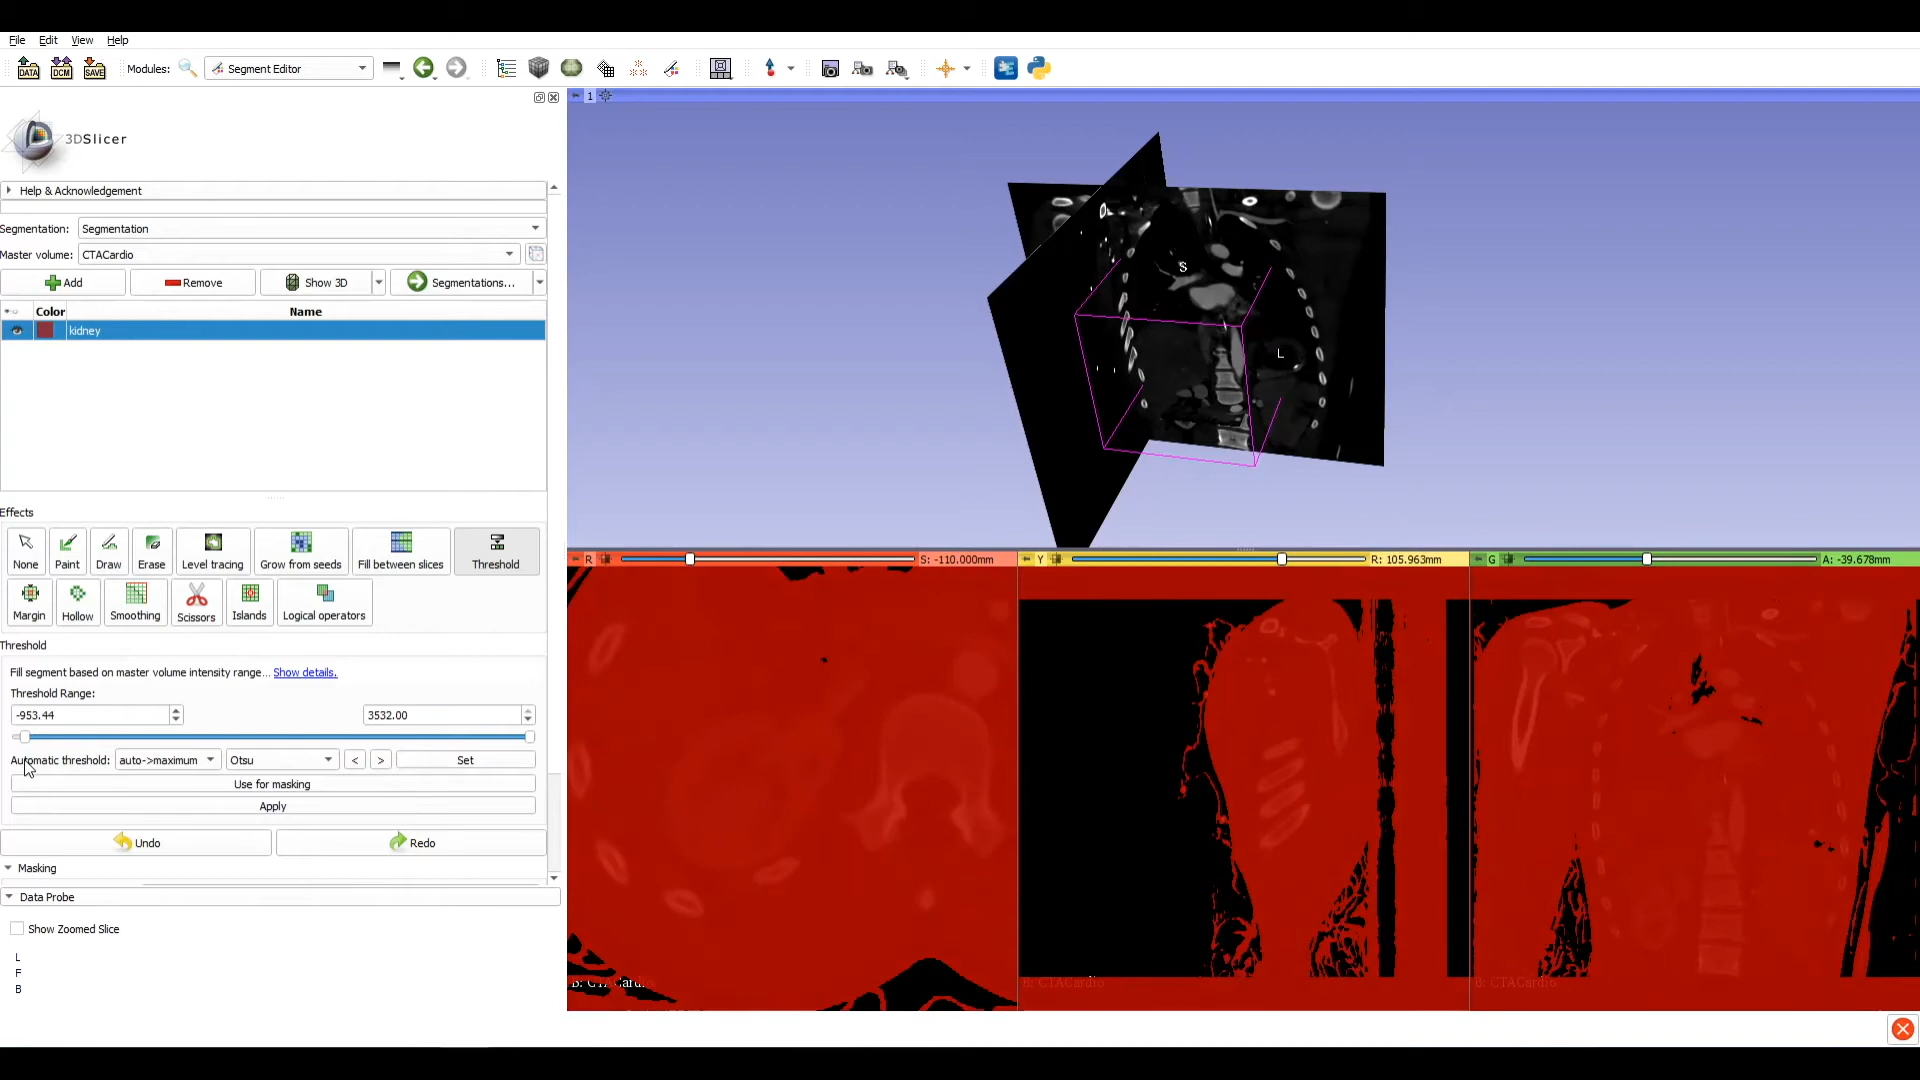 File Edit View Help
DATA DCM SAVE Modules: Segment Editor
1
3DSlicer
Help & Acknowledgement
Segmentation: Segmentation
Master volume: CTACardio
Add Remove Show 3D Segmentations...
Color Name
kidney
S
L
Effects
None Paint Draw Erase Level tracing Grow from seeds Fill between slices Threshold
Margin Hollow Smoothing Scissors Islands Logical operators
R S: -110.000mm Y R: 105.963mm G A: -39.678mm
Threshold
Fill segment based on master volume intensity range... Show details.
Threshold Range:
-953.44 3532.00
Automatic threshold: auto->maximum Otsu < > Set
Use for masking
Apply
Undo Redo
Masking
Data Probe
Show Zoomed Slice
L
F
B
B: CTACardio
B: CTACardio
B: CTACardio